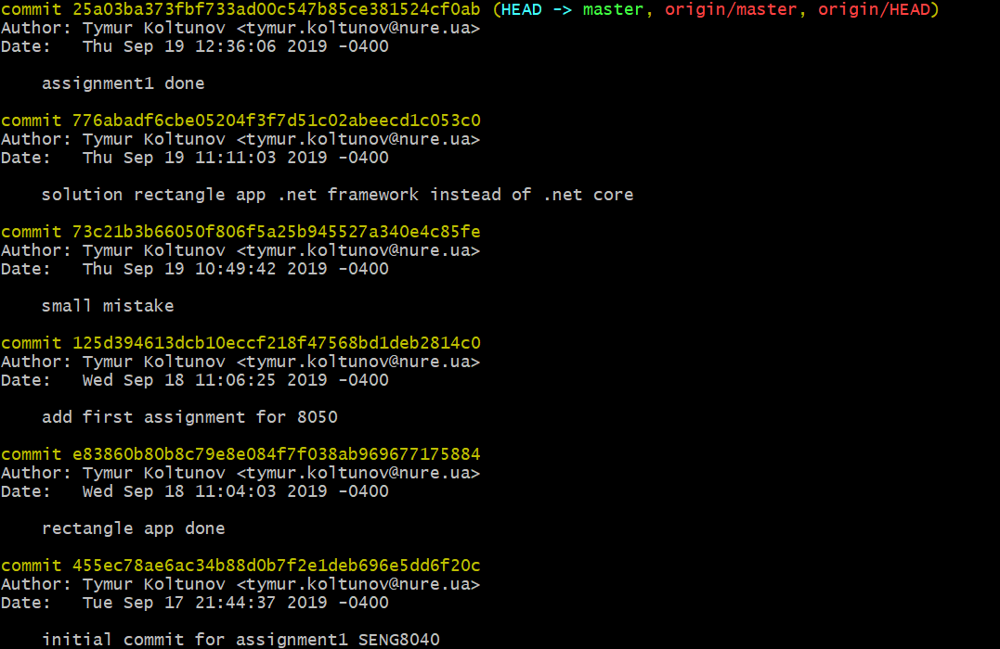 commit 25a03ba373fbf733ad00c547b85ce381524cf0ab (HEAD -> master, origin/master, origin/HEAD)
Author: Tymur Koltunov <tymur.koltunov@nure.ua>
Date:   Thu Sep 19 12:36:06 2019 -0400
assignment1 done
commit 776abadf6cbe05204f3f7d51c02abeecd1c053c0
Author: Tymur Koltunov <tymur.koltunov@nure.ua>
Date:   Thu Sep 19 11:11:03 2019 -0400
solution rectangle app .net framework instead of .net core
commit 73c21b3b66050f806f5a25b945527a340e4c85fe
Author: Tymur Koltunov <tymur.koltunov@nure.ua>
Date:   Thu Sep 19 10:49:42 2019 -0400
small mistake
commit 125d394613dcb10eccf218f47568bd1deb2814c0
Author: Tymur Koltunov <tymur.koltunov@nure.ua>
Date:   Wed Sep 18 11:06:25 2019 -0400
add first assignment for 8050
commit e83860b80b8c79e8e084f7f038ab969677175884
Author: Tymur Koltunov <tymur.koltunov@nure.ua>
Date:   Wed Sep 18 11:04:03 2019 -0400
rectangle app done
commit 455ec78ae6ac34b88d0b7f2e1deb696e5dd6f20c
Author: Tymur Koltunov <tymur.koltunov@nure.ua>
Date:   Tue Sep 17 21:44:37 2019 -0400
initial commit for assignment1 SENG8040